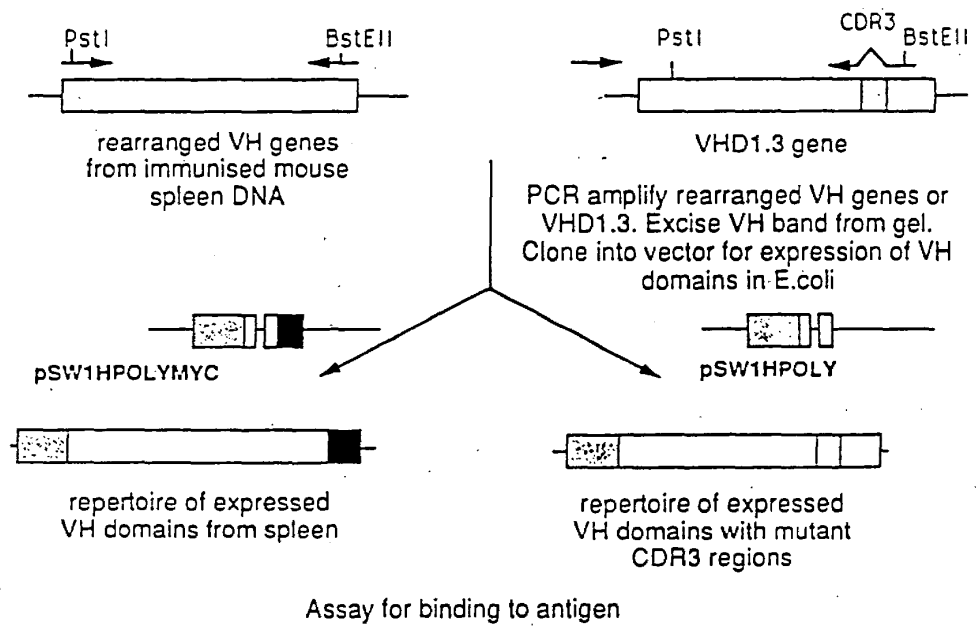 PstI
BstEII
rearranged VH genes
from immunised mouse
spleen DNA
CDR3
PstI
BstEII
VHD1.3 gene
PCR amplify rearranged VH genes or
VHD1.3. Excise VH band from gel.
Clone into vector for expression of VH
domains in E.coli
pSW1HPOLYMYC
pSW1HPOLY
repertoire of expressed
VH domains from spleen
repertoire of expressed
VH domains with mutant
CDR3 regions
Assay for binding to antigen